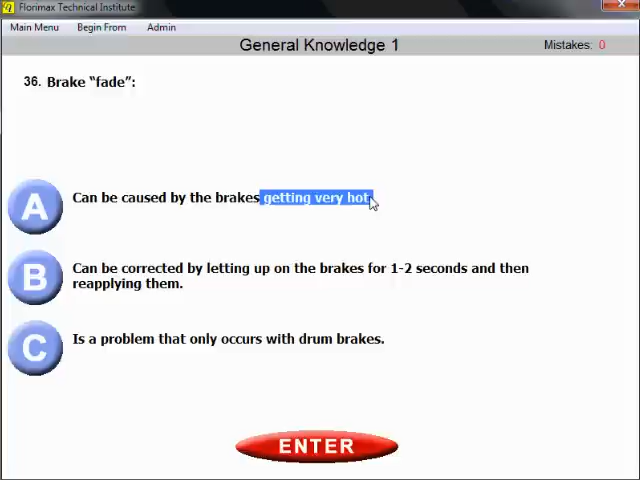 Florimax Technical Institute
Main Menu Begin From Admin
General Knowledge 1 Mistakes: 0
36. Brake “fade”:
A Can be caused by the brakes getting very hot.
B Can be corrected by letting up on the brakes for 1-2 seconds and then
reapplying them.
C Is a problem that only occurs with drum brakes.
ENTER